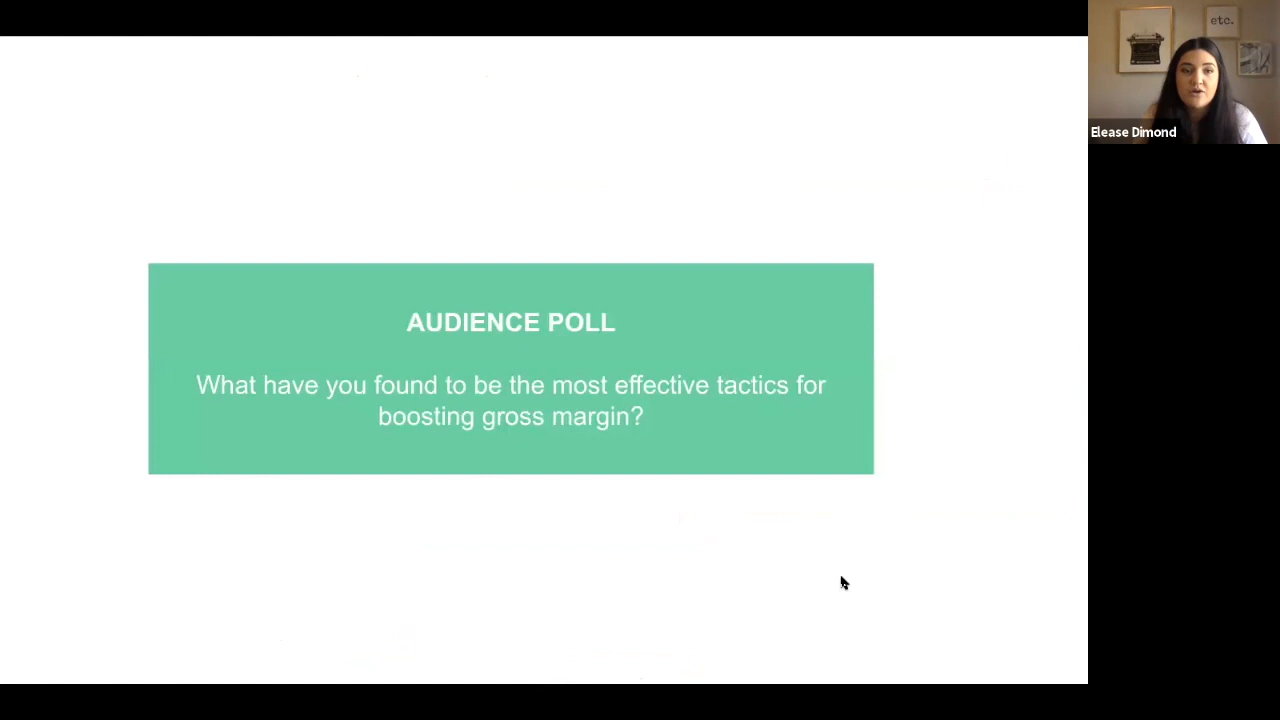 etc.
Elease Dimond
AUDIENCE POLL
What have you found to be the most effective tactics for
boosting gross margin?